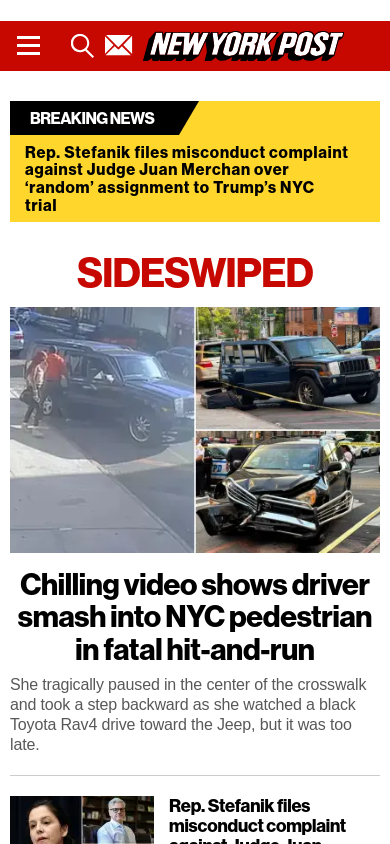 NEW YORK POST
BREAKING NEWS
Rep. Stefanik files misconduct complaint
against Judge Juan Merchan over
‘random’ assignment to Trump’s NYC
trial
SIDESWIPED
Chilling video shows driver
smash into NYC pedestrian
in fatal hit-and-run
She tragically paused in the center of the crosswalk
and took a step backward as she watched a black
Toyota Rav4 drive toward the Jeep, but it was too
late.
Rep. Stefanik files
misconduct complaint
against Judge Juan